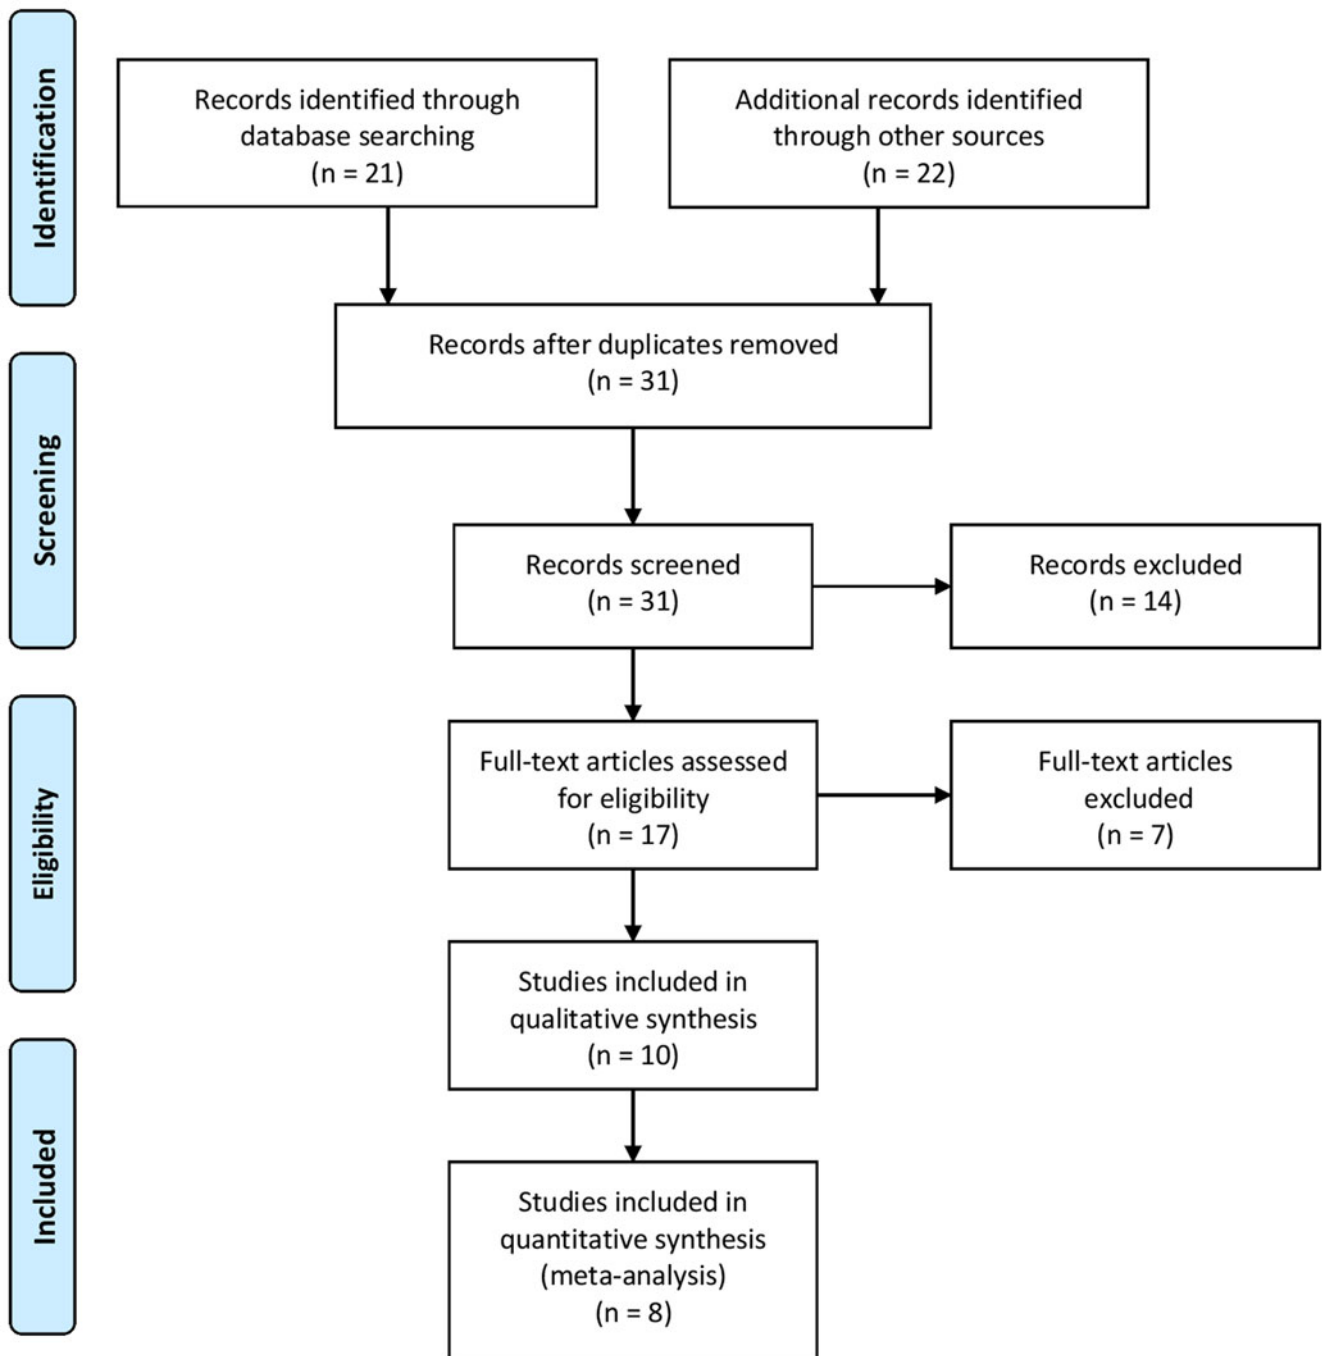 Identification
Records identified through
database searching
(n = 21)
Additional records identified
through other sources
(n = 22)
Records after duplicates removed
(n = 31)
Screening
Records screened
(n = 31)
Records excluded
(n = 14)
Eligibility
Full-text articles assessed
for eligibility
(n = 17)
Full-text articles
excluded
(n = 7)
Studies included in
qualitative synthesis
(n = 10)
Included
Studies included in
quantitative synthesis
(meta-analysis)
(n = 8)